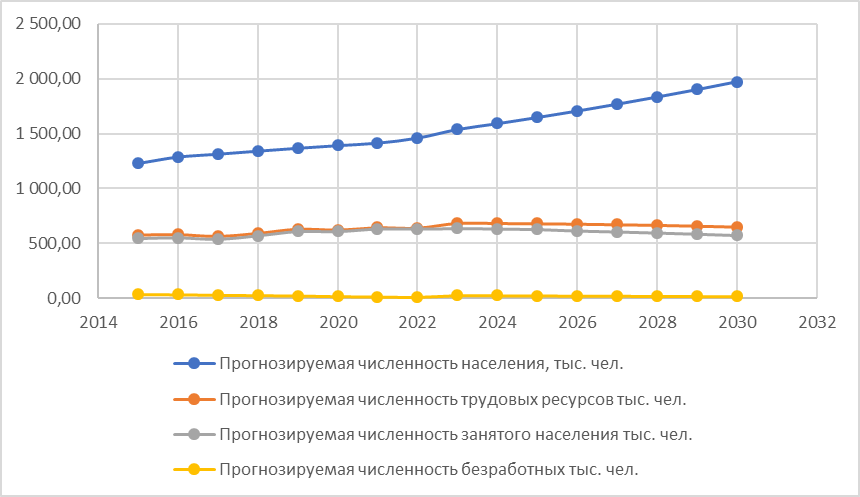 2 500,00
2 000,00
1 500,00
1 000,00
500,00
0,00
2014 2016 2018 2020 2022 2024 2026 2028 2030 2032
Прогнозируемая численность населения, тыс. чел.
Прогнозируемая численность трудовых ресурсов тыс. чел.
Прогнозируемая численность занятого населения тыс. чел.
Прогнозируемая численность безработных тыс. чел.